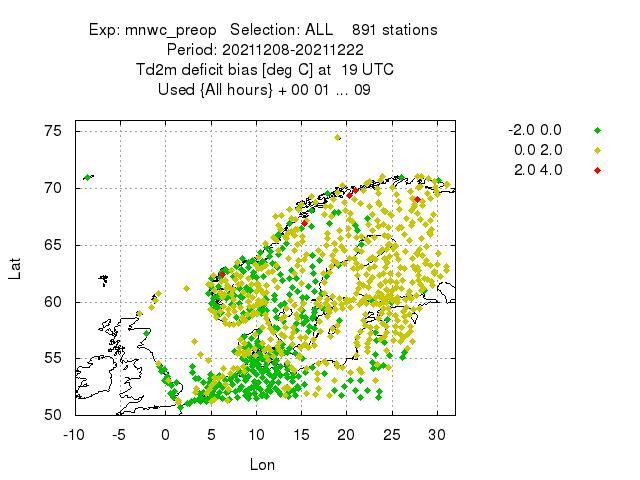 Exp: mnwc_preop   Selection: ALL    891 stations
Period: 20211208-20211222
Td2m deficit bias [deg C] at  19 UTC
Used {All hours} + 00 01 ... 09
-2.0 0.0
0.0 2.0
2.0 4.0
75
70
65
60
55
50
Lat
-10 -5 0 5 10 15 20 25 30
Lon